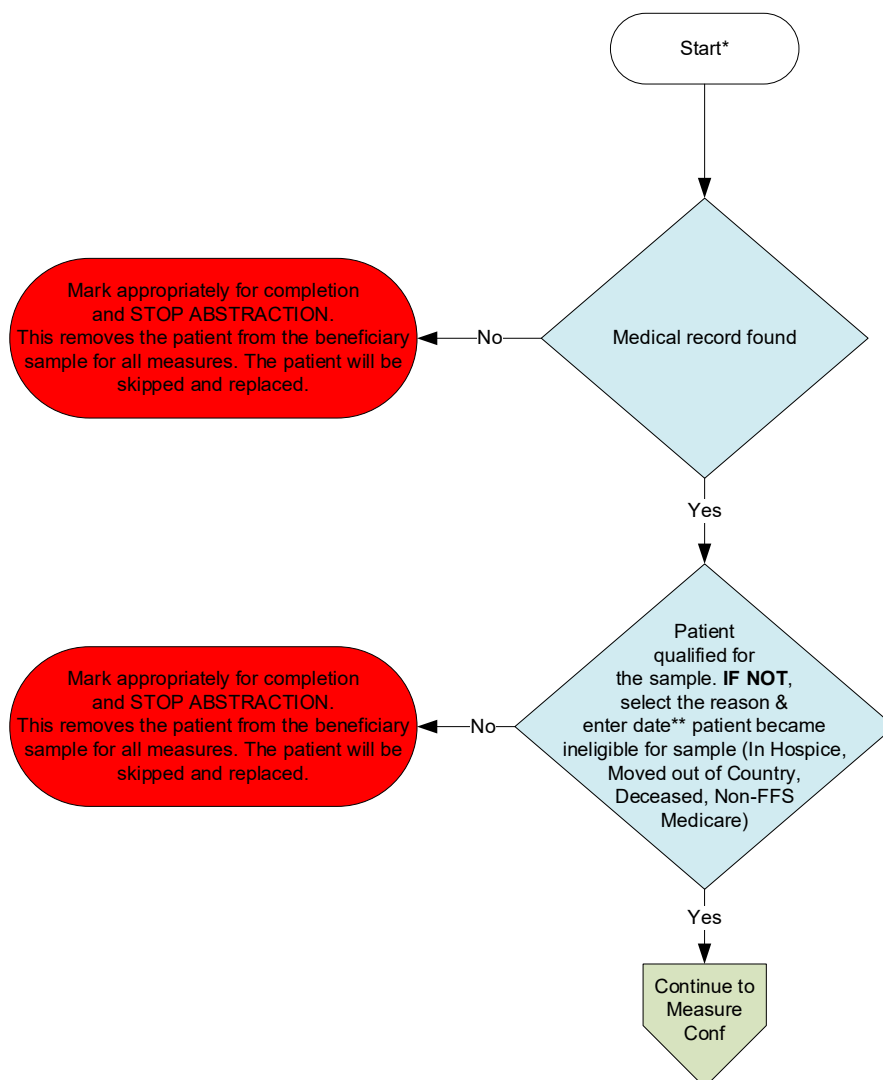 Start*
Medical record found
No
Mark appropriately for completion
and STOP ABSTRACTION.
This removes the patient from the beneficiary
sample for all measures. The patient will be
skipped and replaced.
Yes
Patient
qualified for
the sample. IF NOT,
select the reason &
enter date** patient became
ineligible for sample (In Hospice,
Moved out of Country,
Deceased, Non-FFS
Medicare)
No
Mark appropriately for completion
and STOP ABSTRACTION.
This removes the patient from the beneficiary
sample for all measures. The patient will be
skipped and replaced.
Yes
Continue to
Measure
Conf